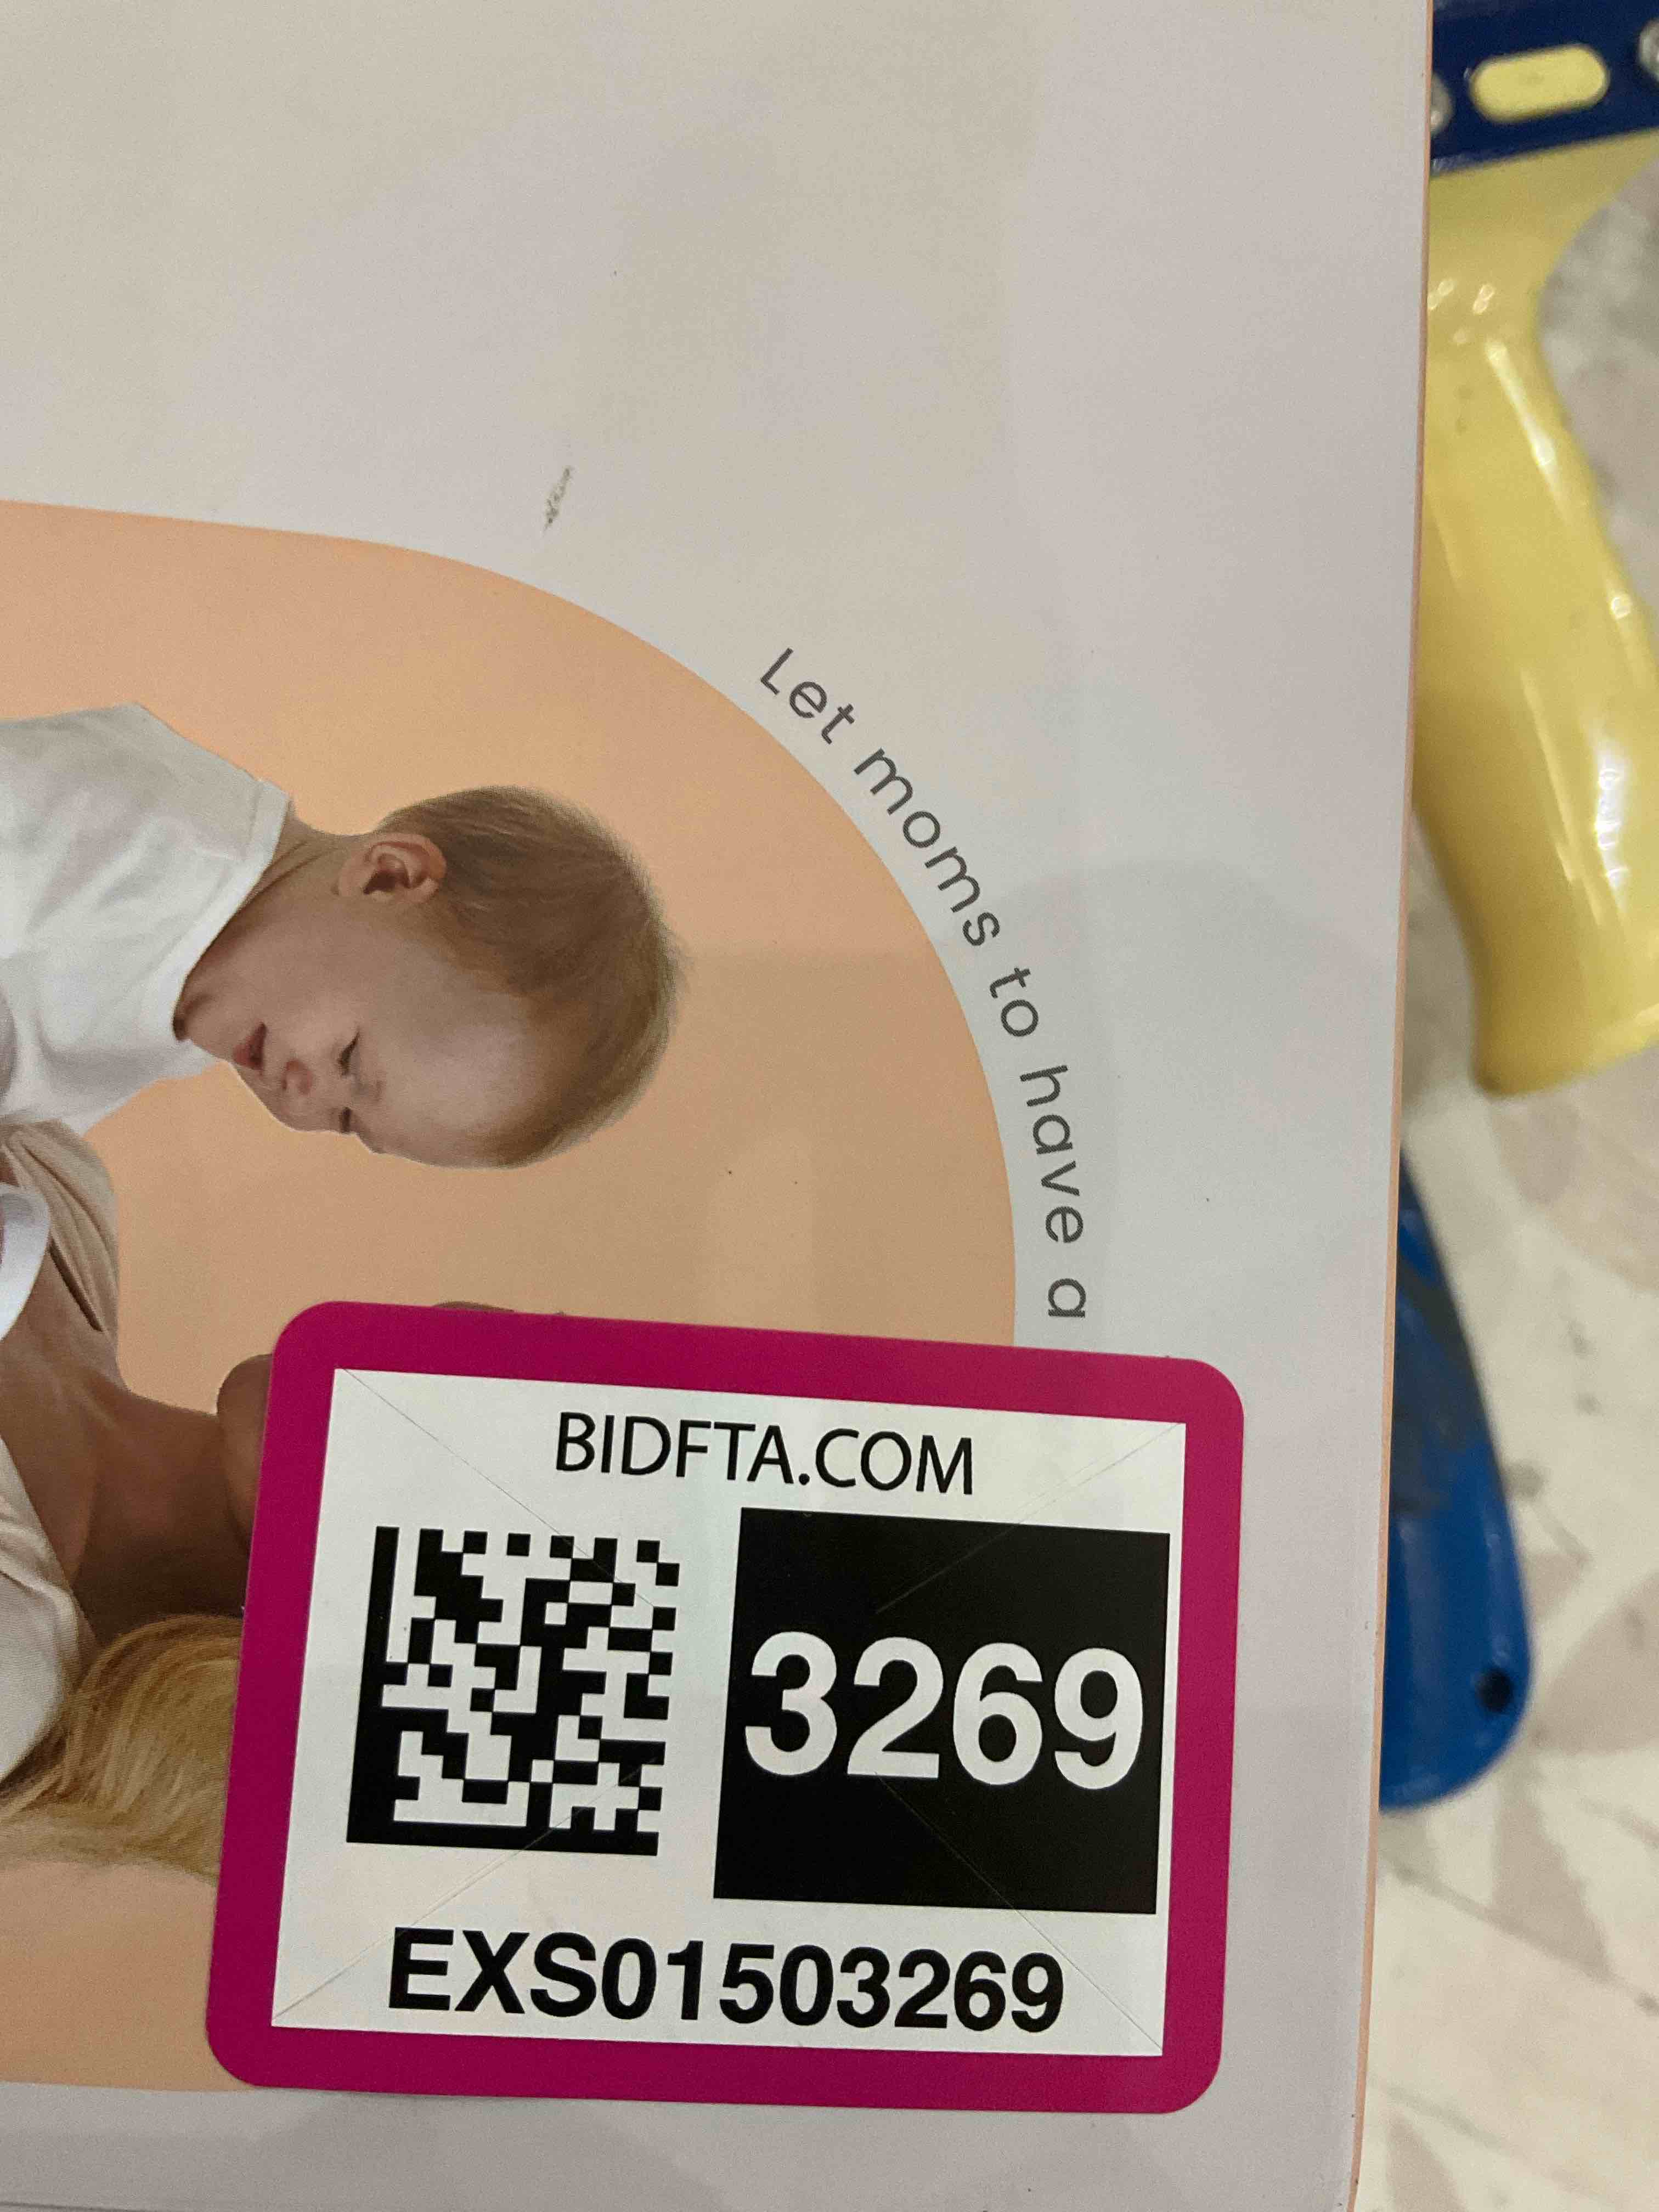 Let moms to have a
BIDFTA.COM
3269
EXS01503269